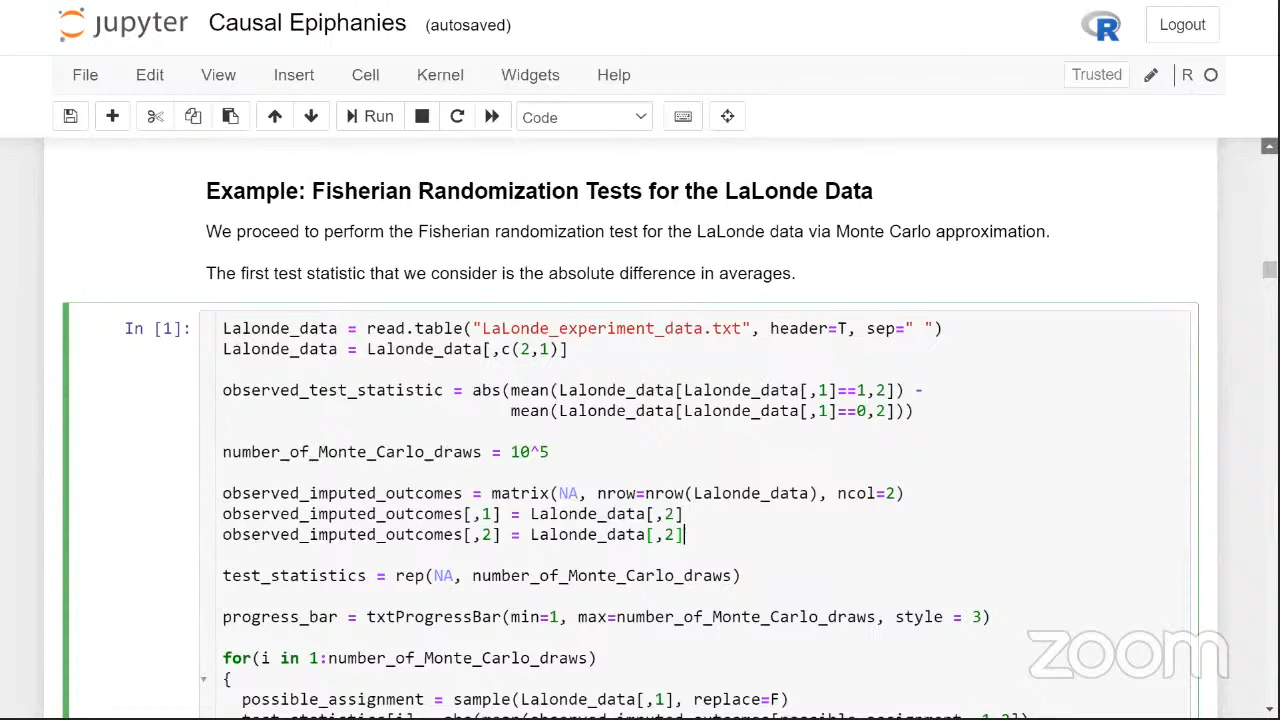 jupyter Causal Epiphanies (autosaved)
Logout
File Edit View Insert Cell Kernel Widgets Help
Trusted R
Run Code
Example: Fisherian Randomization Tests for the LaLonde Data
We proceed to perform the Fisherian randomization test for the LaLonde data via Monte Carlo approximation.
The first test statistic that we consider is the absolute difference in averages.
In [1]:
Lalonde_data = read.table("LaLonde_experiment_data.txt", header=T, sep=" ")
Lalonde_data = Lalonde_data[,c(2,1)]
observed_test_statistic = abs(mean(Lalonde_data[Lalonde_data[,1]==1,2]) -
mean(Lalonde_data[Lalonde_data[,1]==0,2]))
number_of_Monte_Carlo_draws = 10^5
observed_imputed_outcomes = matrix(NA, nrow=nrow(Lalonde_data), ncol=2)
observed_imputed_outcomes[,1] = Lalonde_data[,2]
observed_imputed_outcomes[,2] = Lalonde_data[,2]
test_statistics = rep(NA, number_of_Monte_Carlo_draws)
progress_bar = txtProgressBar(min=1, max=number_of_Monte_Carlo_draws, style = 3)
for(i in 1:number_of_Monte_Carlo_draws)
{
possible_assignment = sample(Lalonde_data[,1], replace=F)
zoom